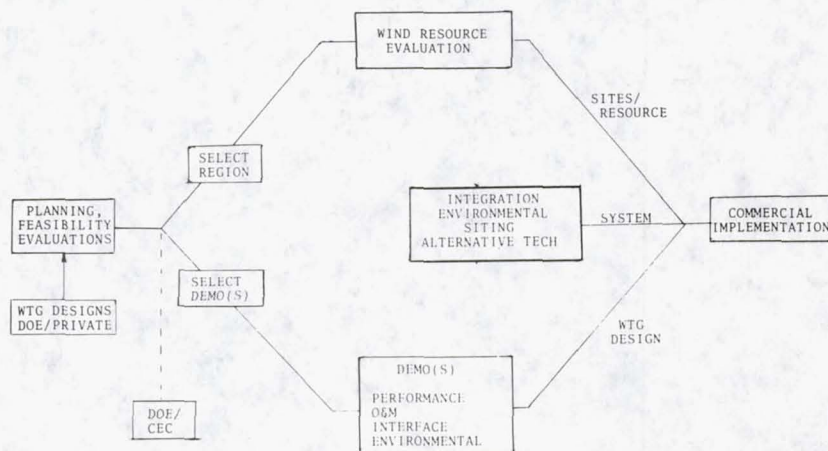 WIND RESOURCE
EVALUATION
SITES/
RESOURCE
SELECT
REGION
PLANNING,
FEASIBILITY
EVALUATIONS
INTEGRATION
ENVIRONMENTAL
SITING
ALTERNATIVE TECH
SYSTEM
COMMERCIAL
IMPLEMENTATION
SELECT
DEMO(S)
WTG DESIGNS
DOE/PRIVATE
WTG
DESIGN
DOE/
CEC
DEMO(S)
PERFORMANCE
O&M
INTERFACE
ENVIRONMENTAL